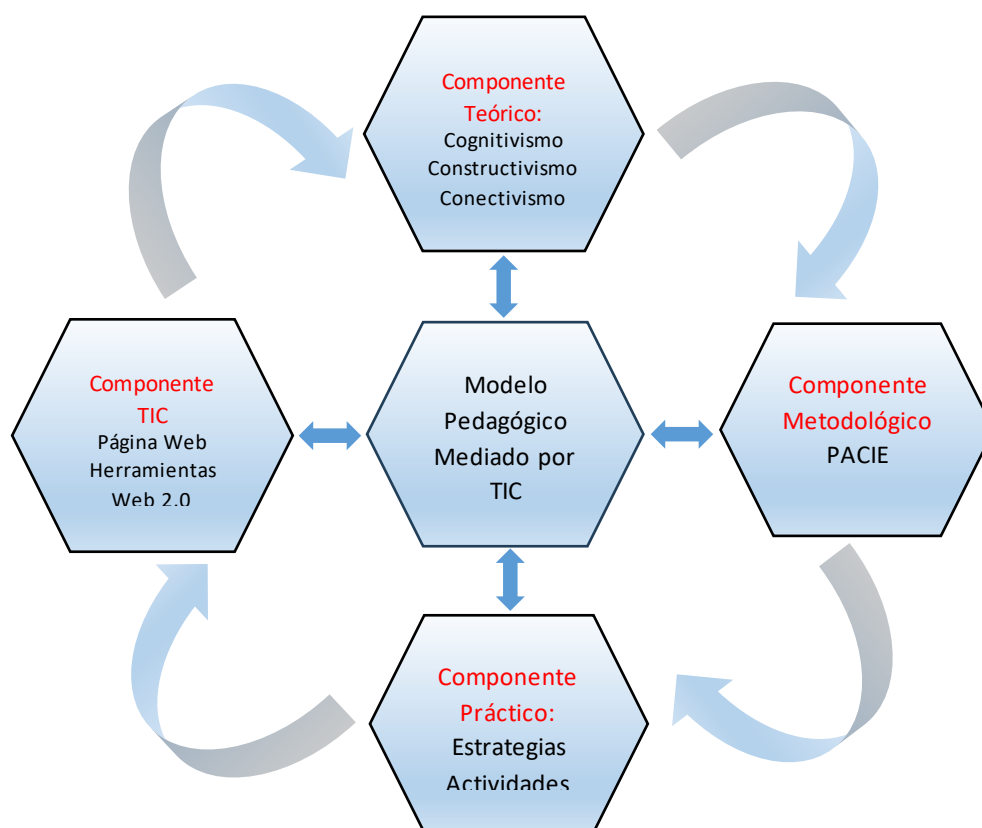 Componente
Teórico:
Cognitivismo
Constructivismo
Conectivismo
Componente
TIC
Página Web
Herramientas
Web 2.0
Modelo
Pedagógico
Mediado por
TIC
Componente
Metodológico
PACIE
Componente
Práctico:
Estrategias
Actividades